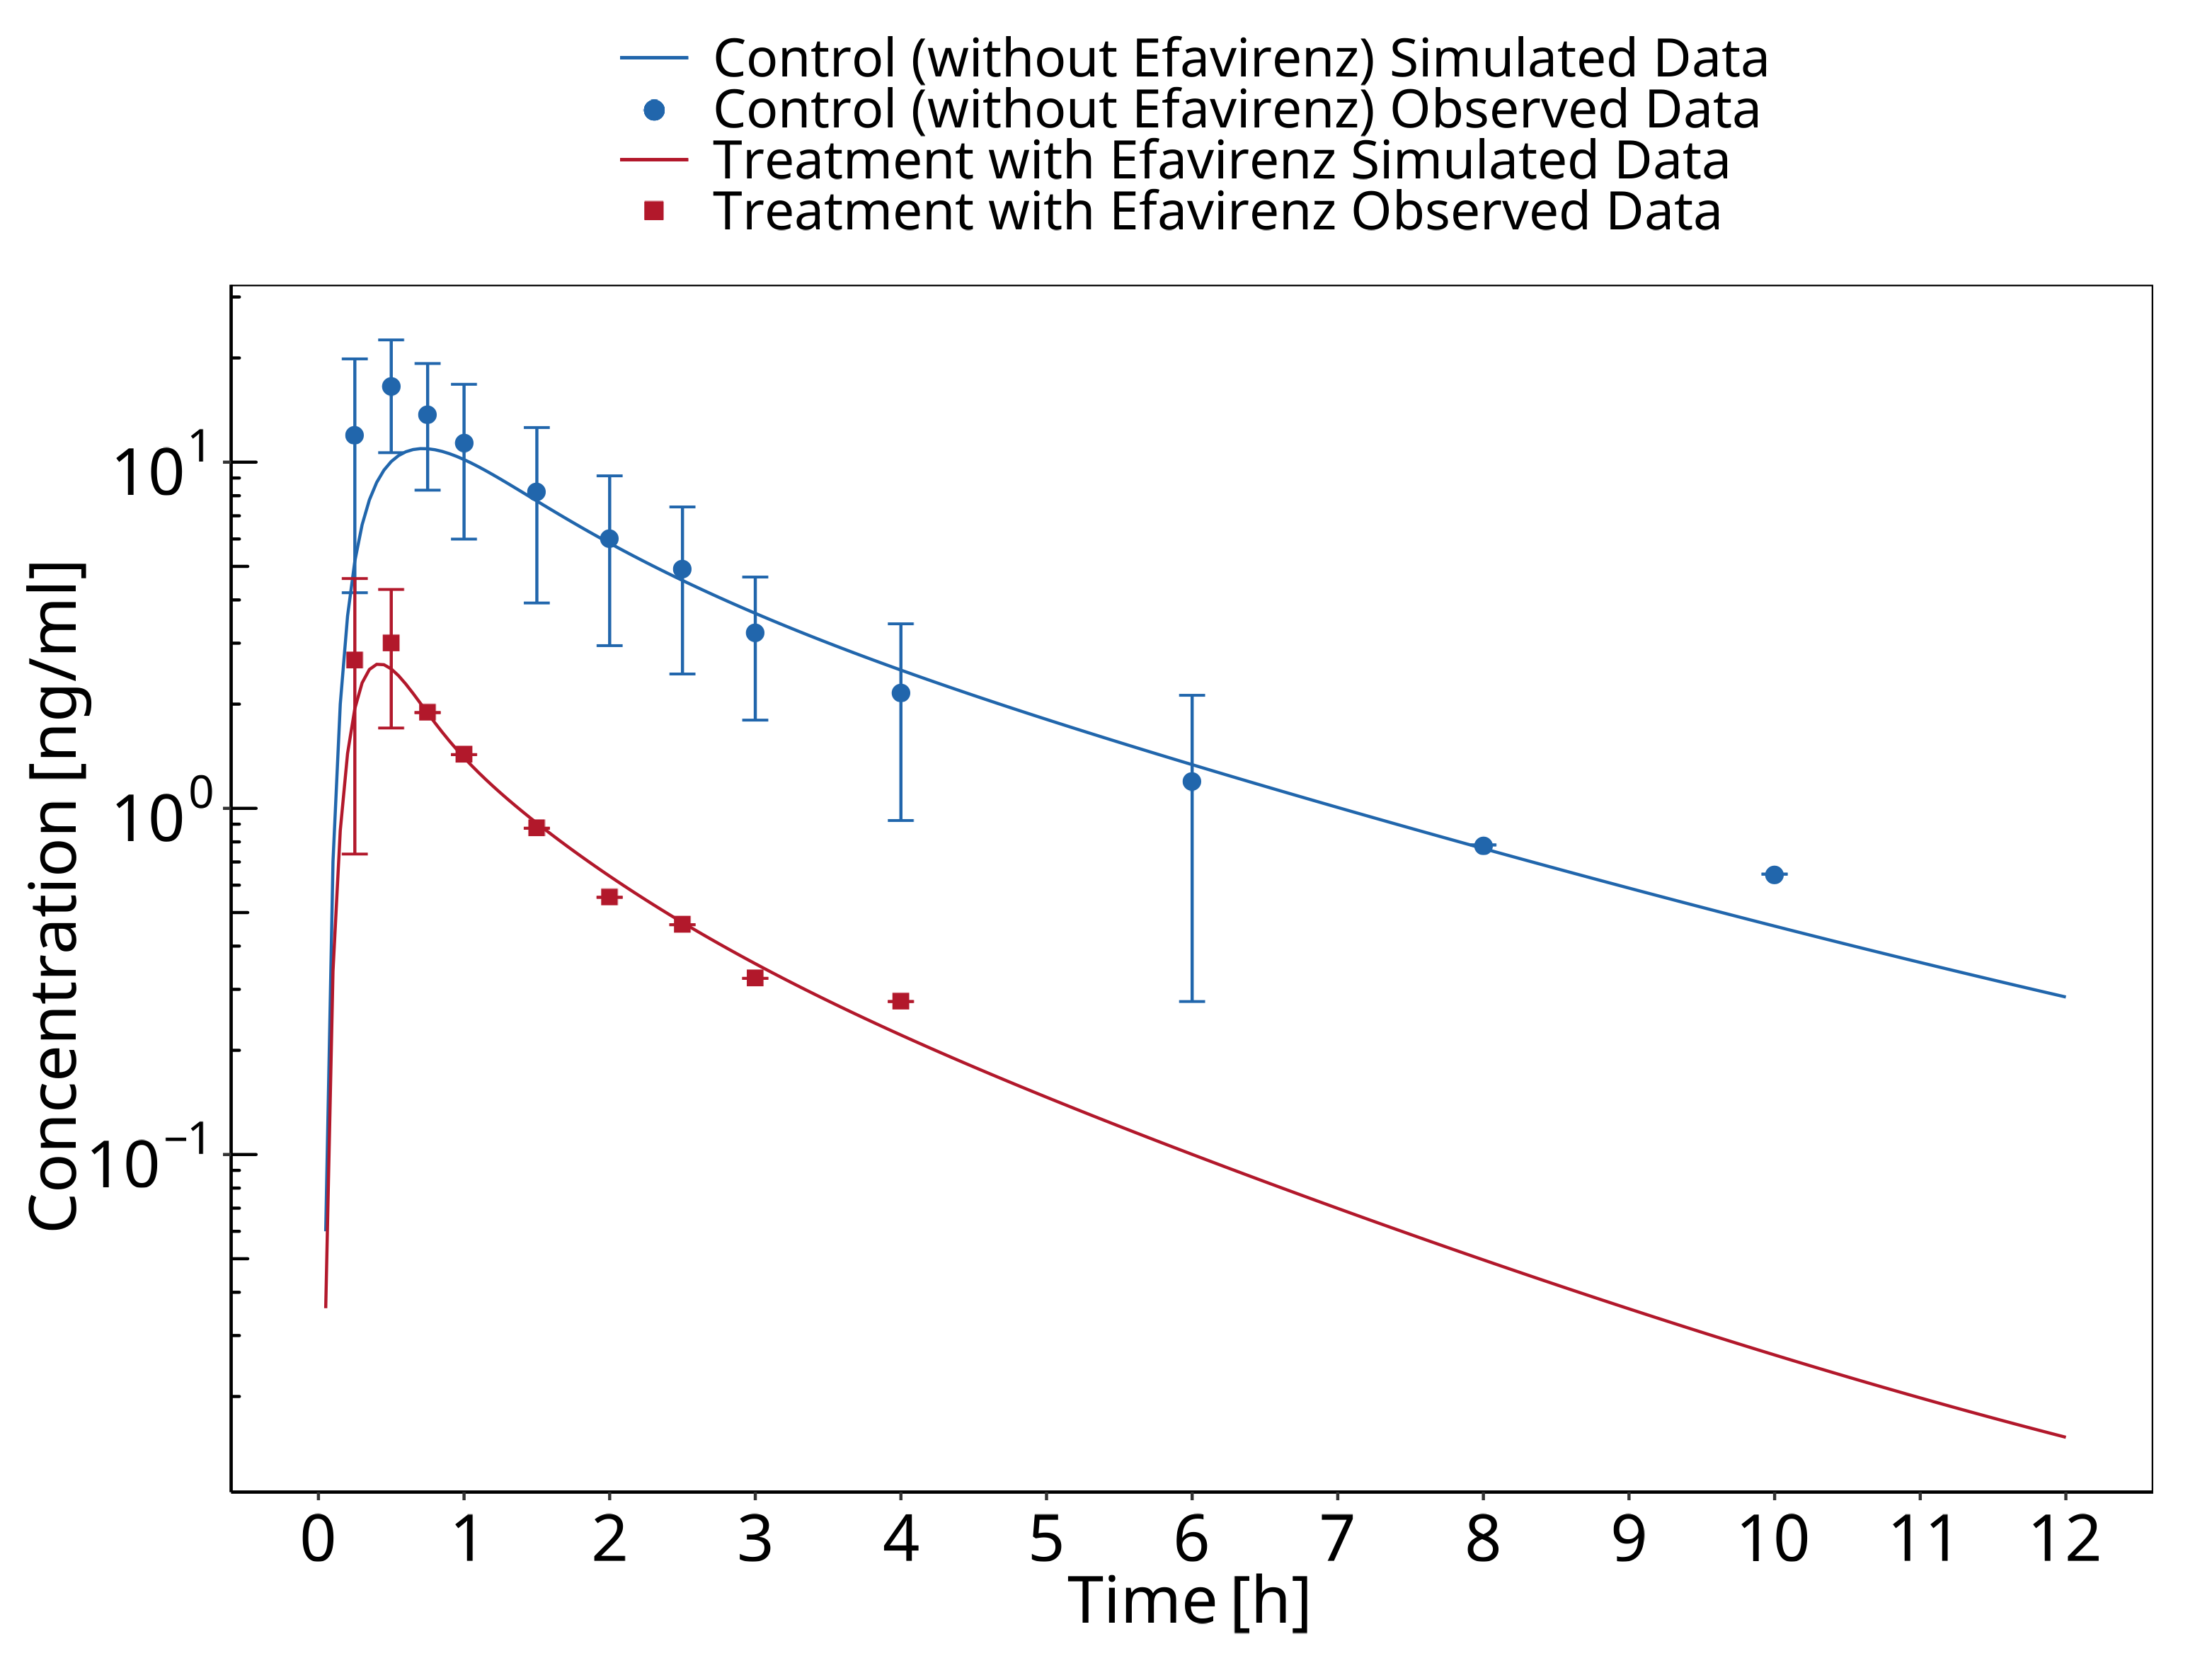 Control (without Efavirenz) Simulated Data
Control (without Efavirenz) Observed Data
Treatment with Efavirenz Simulated Data
Treatment with Efavirenz Observed Data
Concentration [ng/ml]
10^1
10^0
10^−1
0 1 2 3 4 5 6 7 8 9 10 11 12
Time [h]